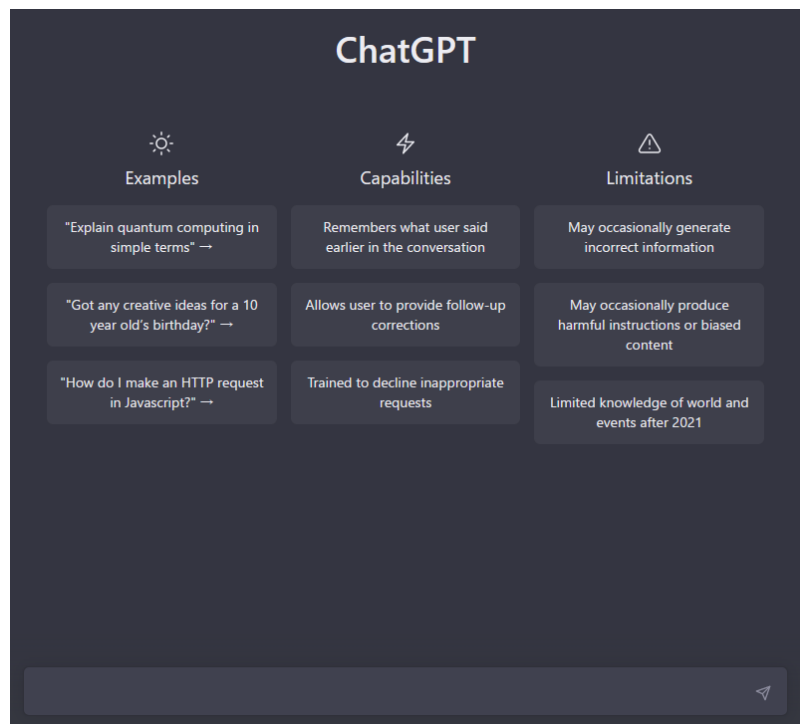 ChatGPT
Examples
"Explain quantum computing in
simple terms" →
"Got any creative ideas for a 10
year old's birthday?" →
"How do I make an HTTP request
in Javascript?" →
Capabilities
Remembers what user said
earlier in the conversation
Allows user to provide follow-up
corrections
Trained to decline inappropriate
requests
Limitations
May occasionally generate
incorrect information
May occasionally produce
harmful instructions or biased
content
Limited knowledge of world and
events after 2021